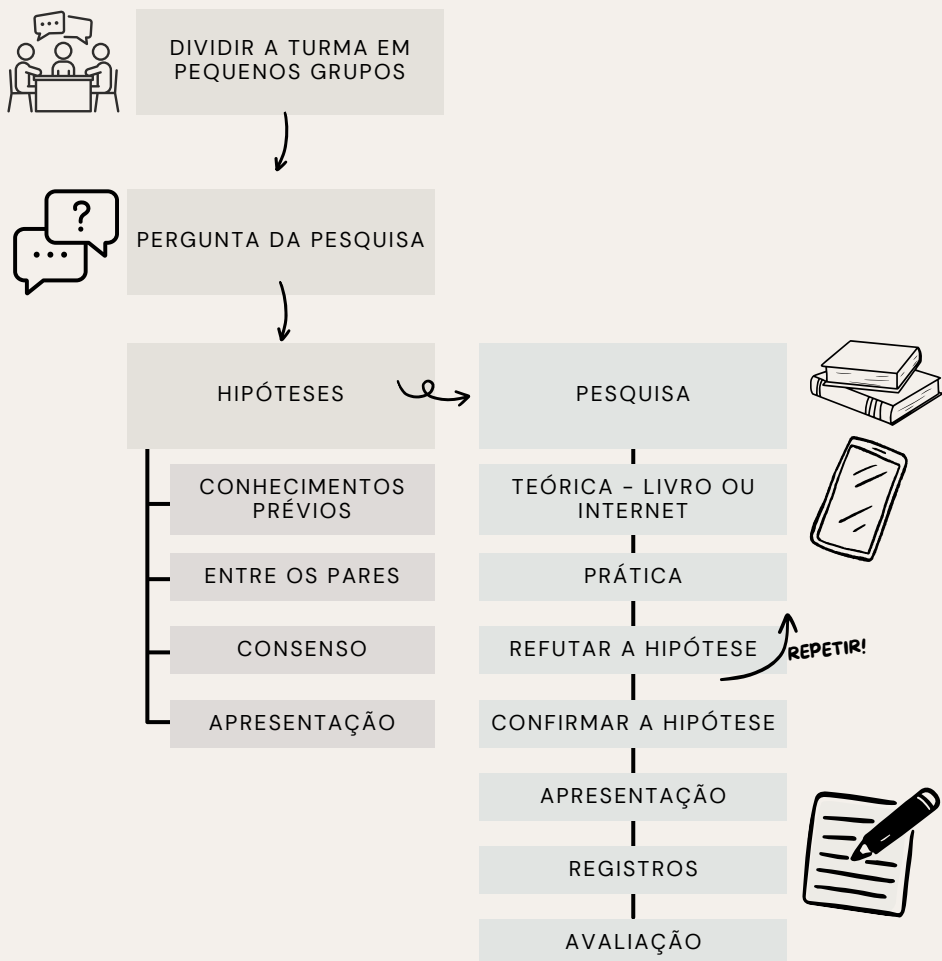 DIVIDIR A TURMA EM
PEQUENOS GRUPOS
?
PERGUNTA DA PESQUISA
HIPÓTESES
CONHECIMENTOS
PRÉVIOS
ENTRE OS PARES
CONSENSO
APRESENTAÇÃO
PESQUISA
TEÓRICA - LIVRO OU
INTERNET
PRÁTICA
REFUTAR A HIPÓTESE
REPETIR!
CONFIRMAR A HIPÓTESE
APRESENTAÇÃO
REGISTROS
AVALIAÇÃO